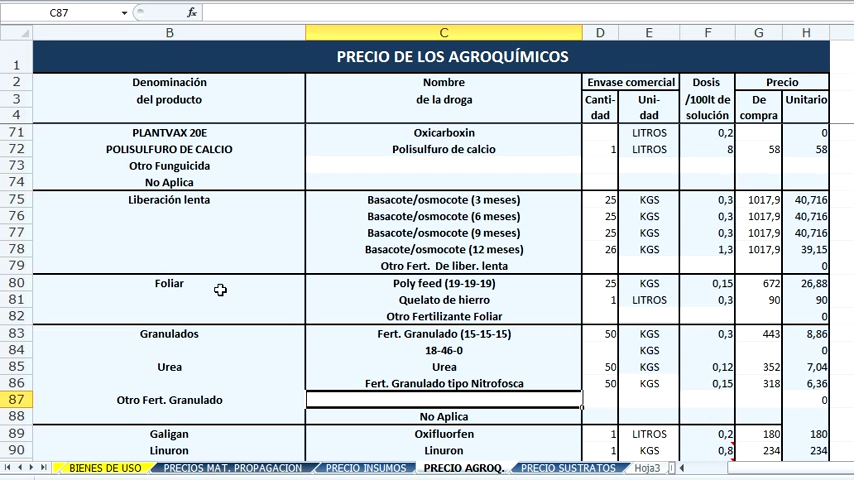 C87 fx
B C D E F G H
1 PRECIO DE LOS AGROQUÍMICOS
2 Denominación Nombre Envase comercial Dosis Precio
3 del producto de la droga Canti- Uni- /100lt de De Unitario
4 dad dad solución compra
71 PLANTVAX 20E Oxicarboxin LITROS 0,2 0
72 POLISULFURO DE CALCIO Polisulfuro de calcio 1 LITROS 8 58 58
73 Otro Funguicida
74 No Aplica
75 Liberación lenta Basacote/osmocote (3 meses) 25 KGS 0,3 1017,9 40,716
76 Basacote/osmocote (6 meses) 25 KGS 0,3 1017,9 40,716
77 Basacote/osmocote (9 meses) 25 KGS 0,3 1017,9 40,716
78 Basacote/osmocote (12 meses) 26 KGS 1,3 1017,9 39,15
79 Otro Fert. De liber. lenta 0
80 Foliar Poly feed (19-19-19) 25 KGS 0,15 672 26,88
81 Quelato de hierro 1 LITROS 0,3 90 90
82 Otro Fertilizante Foliar 0
83 Granulados Fert. Granulado (15-15-15) 50 KGS 0,3 443 8,86
84 18-46-0 KGS 0
85 Urea Urea 50 KGS 0,12 352 7,04
86 Fert. Granulado tipo Nitrofosca 50 KGS 0,15 318 6,36
87 Otro Fert. Granulado 0
88 No Aplica
89 Galigan Oxifluorfen 1 LITROS 0,2 180 180
90 Linuron Linuron 1 KGS 0,8 234 234
BIENES DE USO PRECIOS MAT. PROPAGACION PRECIO INSUMOS PRECIO AGROQ. PRECIO SUSTRATOS Hoja3